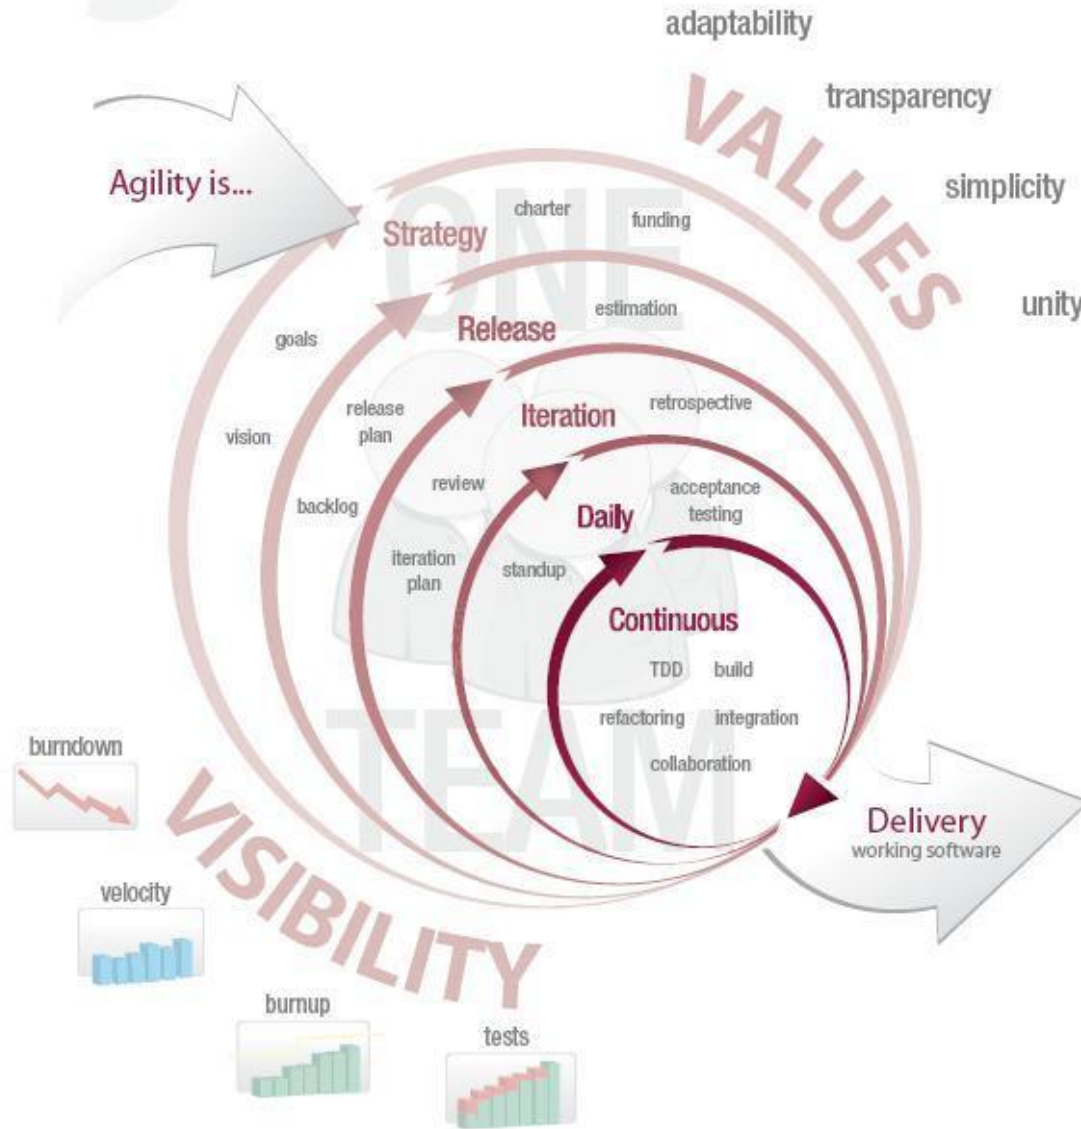 adaptability
VALUES
transparency
simplicity
unity
Agility is...
ONE
TEAM
Strategy
charter
funding
goals
vision
Release
estimation
release
plan
backlog
Iteration
retrospective
review
iteration
plan
Daily
acceptance
testing
standup
Continuous
TDD build
refactoring integration
collaboration
Delivery
working software
VISIBILITY
burndown
velocity
burnup
tests